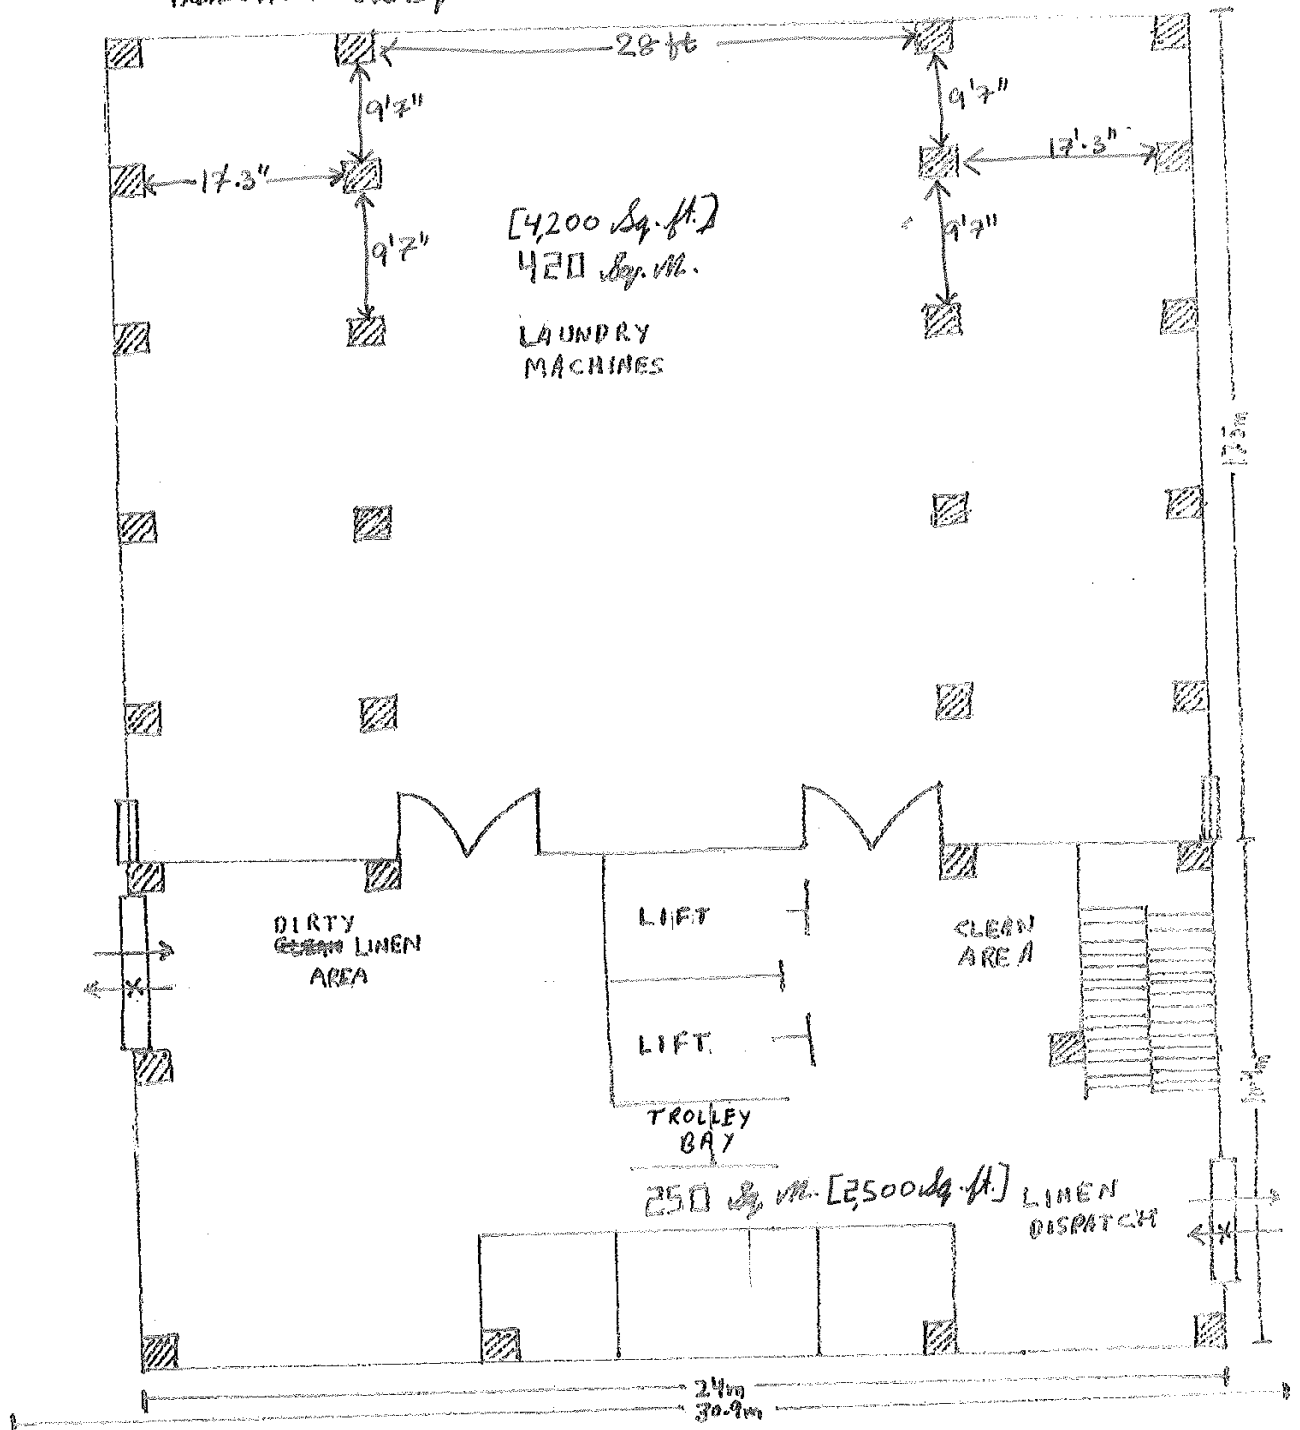 28 ft
9'7"
9'7"
17.3"
17'.3"
9'7"
9'7"
[4,200 Sq.ft.]
420 Sq.M.
LAUNDRY
MACHINES
DIRTY
LINEN
AREA
LIFT
CLEAN
AREA
LIFT
TROLLEY
BAY
250 Sq. M. [2,500 Sq.ft.]
LINEN
DISPATCH
24m
30.9m